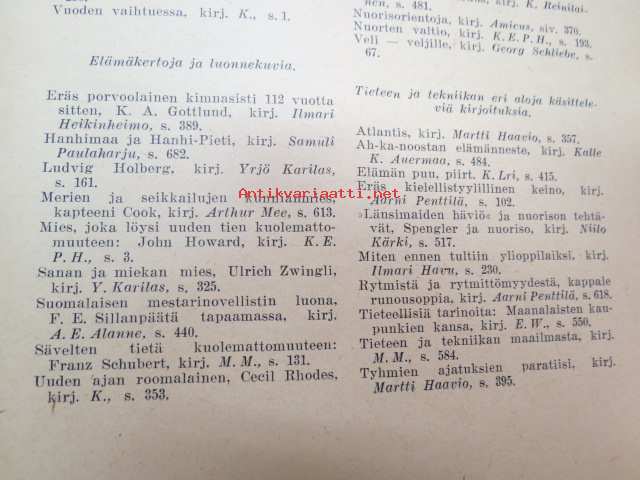 Vuoden vaihtuessa, kirj. K., s. 1.
Elämäkertoja ja luonnekuvia.
Eräs porvoolainen kimnasisti 112 vuotta
sitten, K. A. Gottlund, kirj. Ilmari
Heikinheimo, s. 389.
Hanhimaa ja Hanhi-Pieti, kirj. Samuli
Paulaharju, s. 682.
Ludvig Holberg, kirj. Yrjö Karilas,
s. 161.
Merien ja seikkailujen kuninkaallinen
kapteeni Cook, kirj. Arthur Mee, s. 613.
Mies, joka löysi uuden tien kuolematto-
muuteen: John Howard, kirj. K. E.
P. H., s. 3.
Sanan ja miekan mies, Ulrich Zwingli,
kirj. Y. Karilas, s. 325.
Suomalaisen mestarinovellistin luona,
F. E. Sillanpäätä tapaamassa, kirj.
A. E. Alanne, s. 440.
Sävelten tietä kuolemattomuuteen:
Franz Schubert, kirj. M. M., s. 131.
Uuden ajan roomalainen, Cecil Rhodes,
kirj. K., s. 353.
kirj. K. Reinilai-
nen, s. 481.
Nuorisorientoja, kirj. Amicus, siv. 376.
Nuorten valtio, kirj. K. E. P. H., s. 193.
Veli — veljille, kirj. Georg Schliebe, s.
67.
Tieteen ja tekniikan eri aloja käsittele-
viä kirjoituksia.
Atlantis, kirj. Martti Haavio, s. 357.
Ah-ka-noostan elämänneste, kirj. Kalle
K. Auermaa, s. 484.
Elämän puu, piirt. K. Lri, s. 415.
Eräs kielellistyylillinen keino, kirj.
Aarni Penttilä, s. 102.
»Länsimaiden häviö» ja nuorison tehtä-
vät, Spengler ja nuoriso, kirj. Niilo
Kärki, s. 517.
Miten ennen tultiin ylioppilaiksi, kirj.
Ilmari Havu, s. 230.
Rytmistä ja rytmittömyydestä, kappale
runousoppia, kirj. Aarni Penttilä, s. 618.
Tieteellisiä tarinoita: Maanalaisten kau-
punkien kansa, kirj. E. W., s. 550.
Tieteen ja tekniikan maailmasta, kirj.
M. M., s. 584.
Tyhmien ajatuksien paratiisi, kirj.
Martti Haavio, s. 395.
Antikvariaatti.net